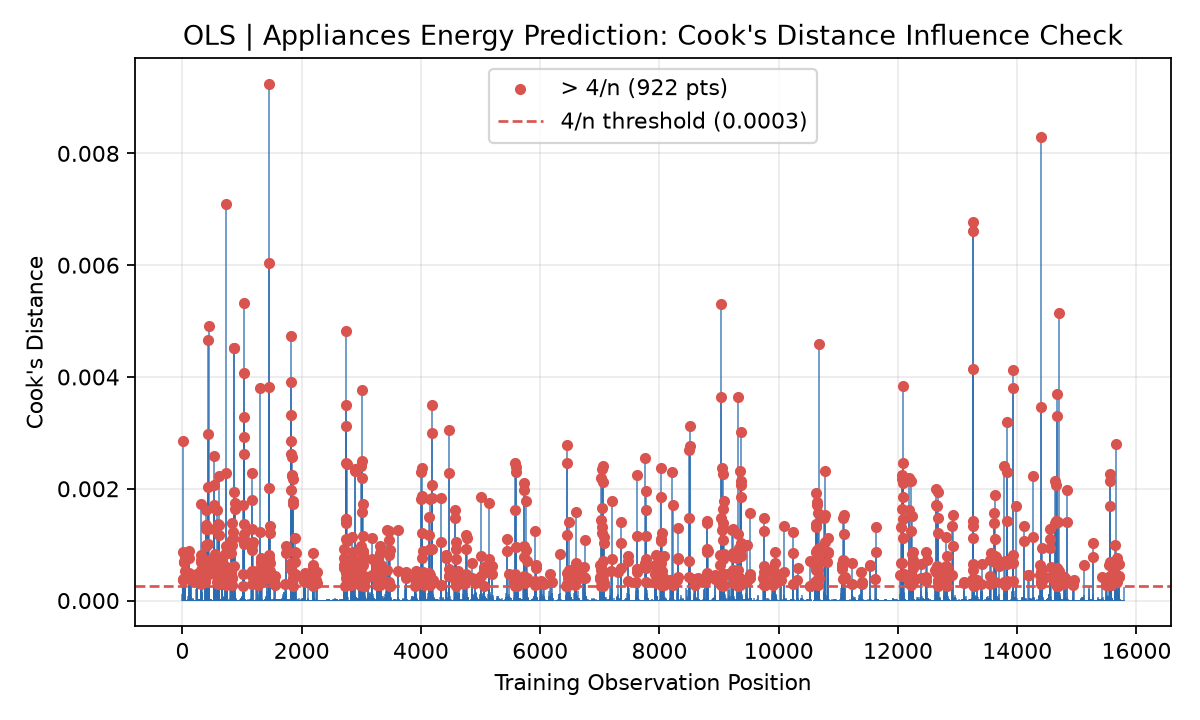 OLS | Appliances Energy Prediction: Cook's Distance Influence Check
> 4/n (922 pts)
4/n threshold (0.0003)
Cook's Distance
0.008
0.006
0.004
0.002
0.000
0 2000 4000 6000 8000 10000 12000 14000 16000
Training Observation Position